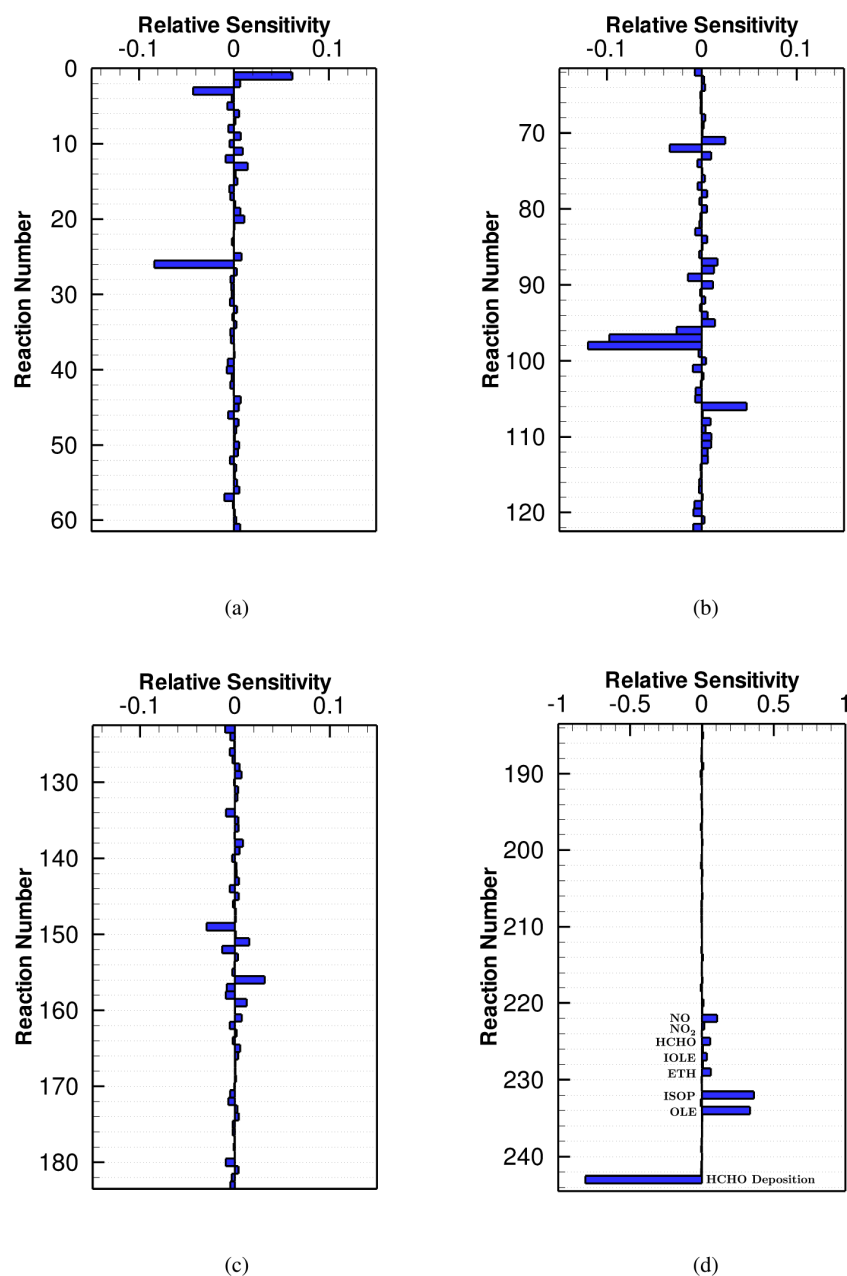 Relative Sensitivity
-0.1 0 0.1
Reaction Number
0
10
20
30
40
50
60
(a)
Relative Sensitivity
-0.1 0 0.1
Reaction Number
70
80
90
100
110
120
(b)
Relative Sensitivity
-0.1 0 0.1
Reaction Number
130
140
150
160
170
180
(c)
Relative Sensitivity
-1 -0.5 0 0.5 1
Reaction Number
190
200
210
220
230
240
NO
NO₂
HCHO
IOLE
ETH
ISOP
OLE
HCHO Deposition
(d)